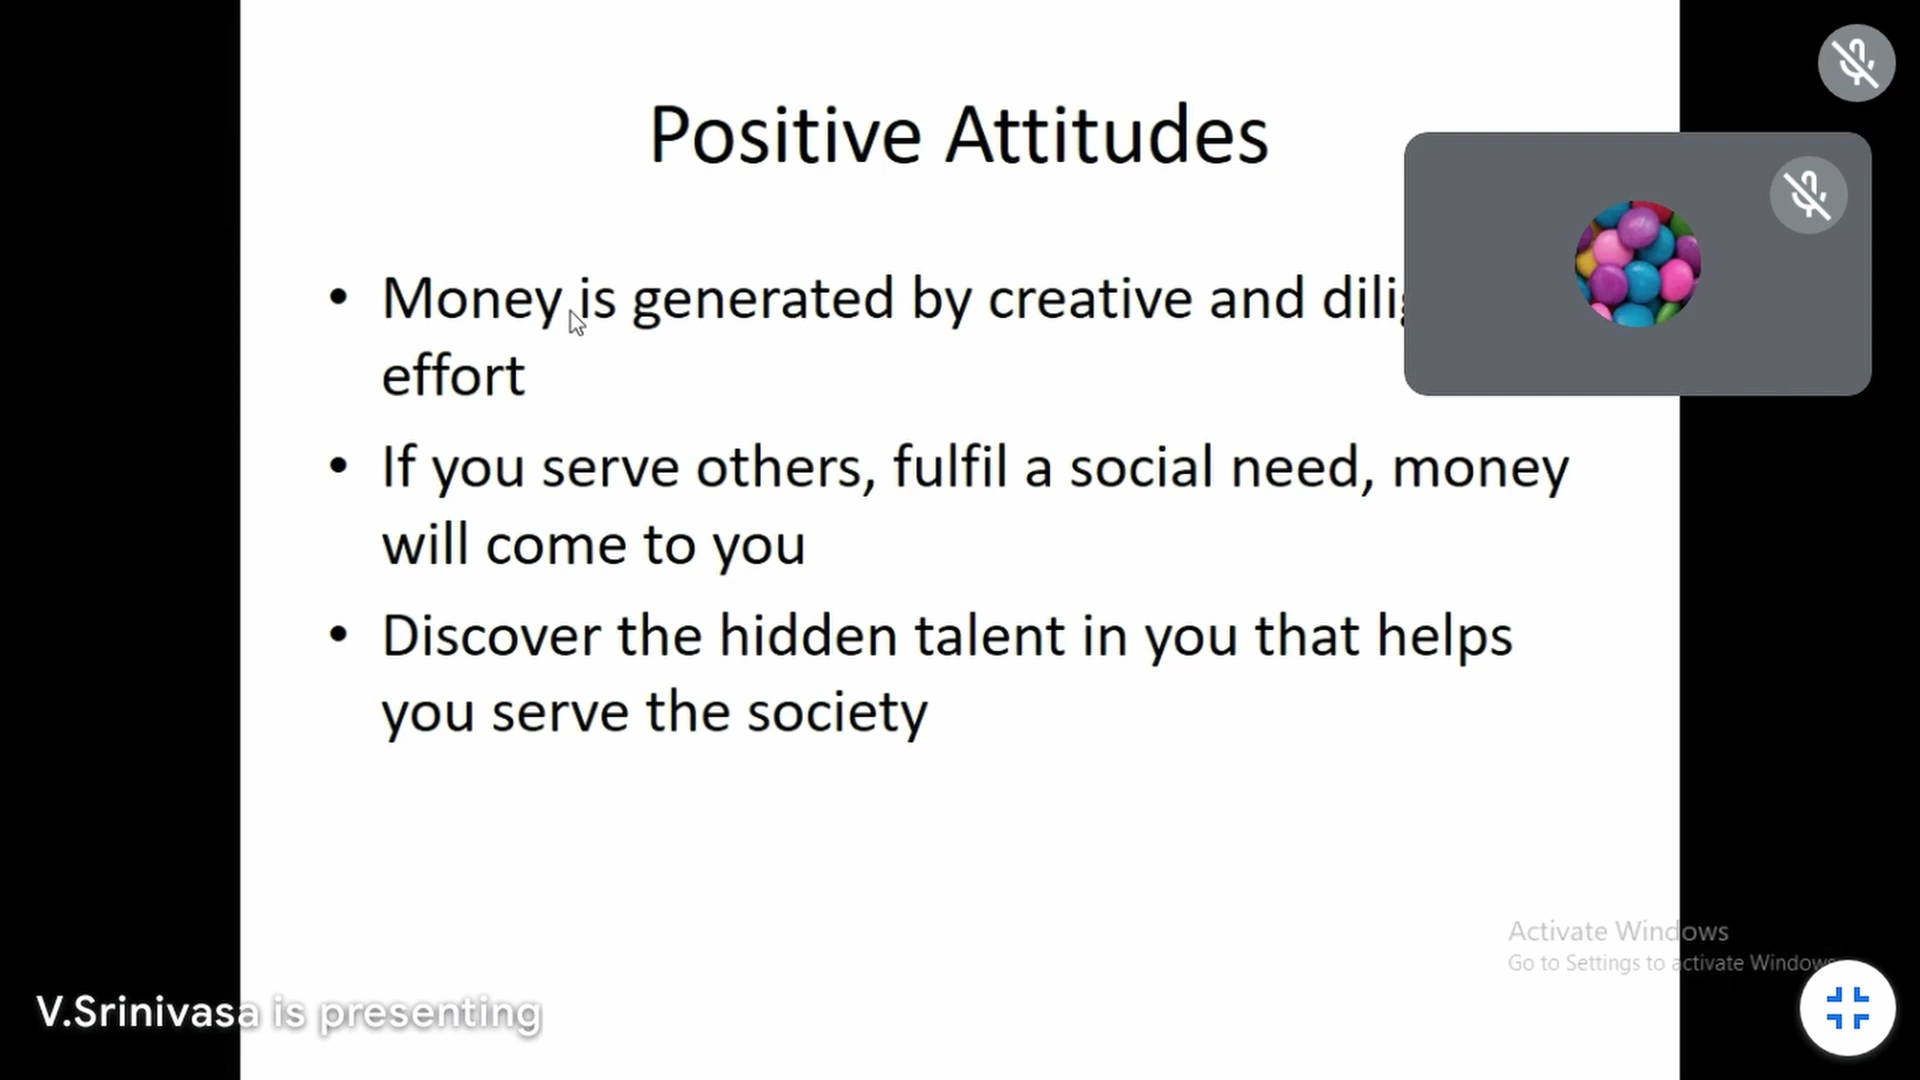 Positive Attitudes
• Money is generated by creative and
effort
• If you serve others, fulfil a social need, money
will come to you
• Discover the hidden talent in you that helps
you serve the society
Activate Windows
Go to Settings to activate Windows
V.Srinivasa is presenting